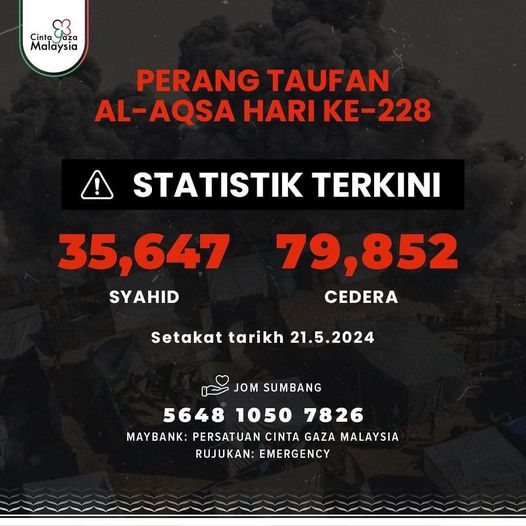 Cinta Gaza
Malaysia
PERANG TAUFAN
AL-AQSA HARI KE-228
STATISTIK TERKINI
35,647 79,852
SYAHID CEDERA
Setakat tarikh 21.5.2024
JOM SUMBANG
5648 1050 7826
MAYBANK: PERSATUAN CINTA GAZA MALAYSIA
RUJUKAN: EMERGENCY